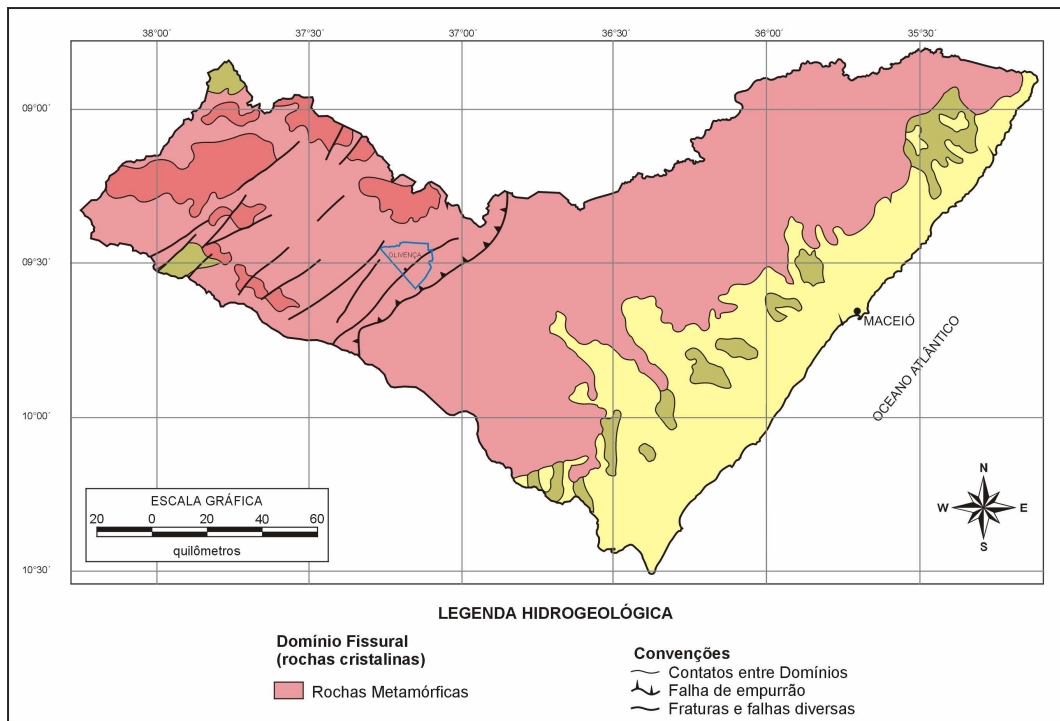 38°00´
37°30´
37°00´
36°30´
36°00´
35°30´
09°00´
09°30´
10°00´
10°30´
OLIVENÇA
MACEIÓ
OCEANO ATLÂNTICO
N
W
E
S
ESCALA GRÁFICA
20 0 20 40 60
quilômetros
LEGENDA HIDROGEOLÓGICA
Domínio Fissural
(rochas cristalinas)
Rochas Metamórficas
Convenções
Contatos entre Domínios
Falha de empurrão
Fraturas e falhas diversas